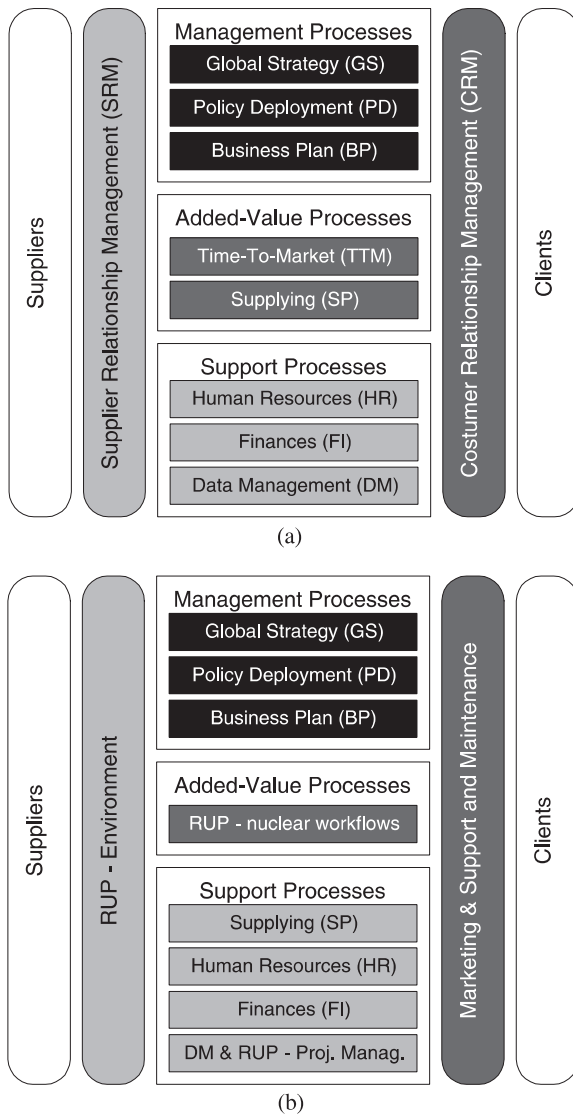 Suppliers
Supplier Relationship Management (SRM)
Management Processes
Global Strategy (GS)
Policy Deployment (PD)
Business Plan (BP)
Added-Value Processes
Time-To-Market (TTM)
Supplying (SP)
Support Processes
Human Resources (HR)
Finances (FI)
Data Management (DM)
Costumer Relationship Management (CRM)
Clients
(a)
Suppliers
RUP - Environment
Management Processes
Global Strategy (GS)
Policy Deployment (PD)
Business Plan (BP)
Added-Value Processes
RUP - nuclear workflows
Support Processes
Supplying (SP)
Human Resources (HR)
Finances (FI)
DM & RUP - Proj. Manag.
Marketing & Support and Maintenance
Clients
(b)